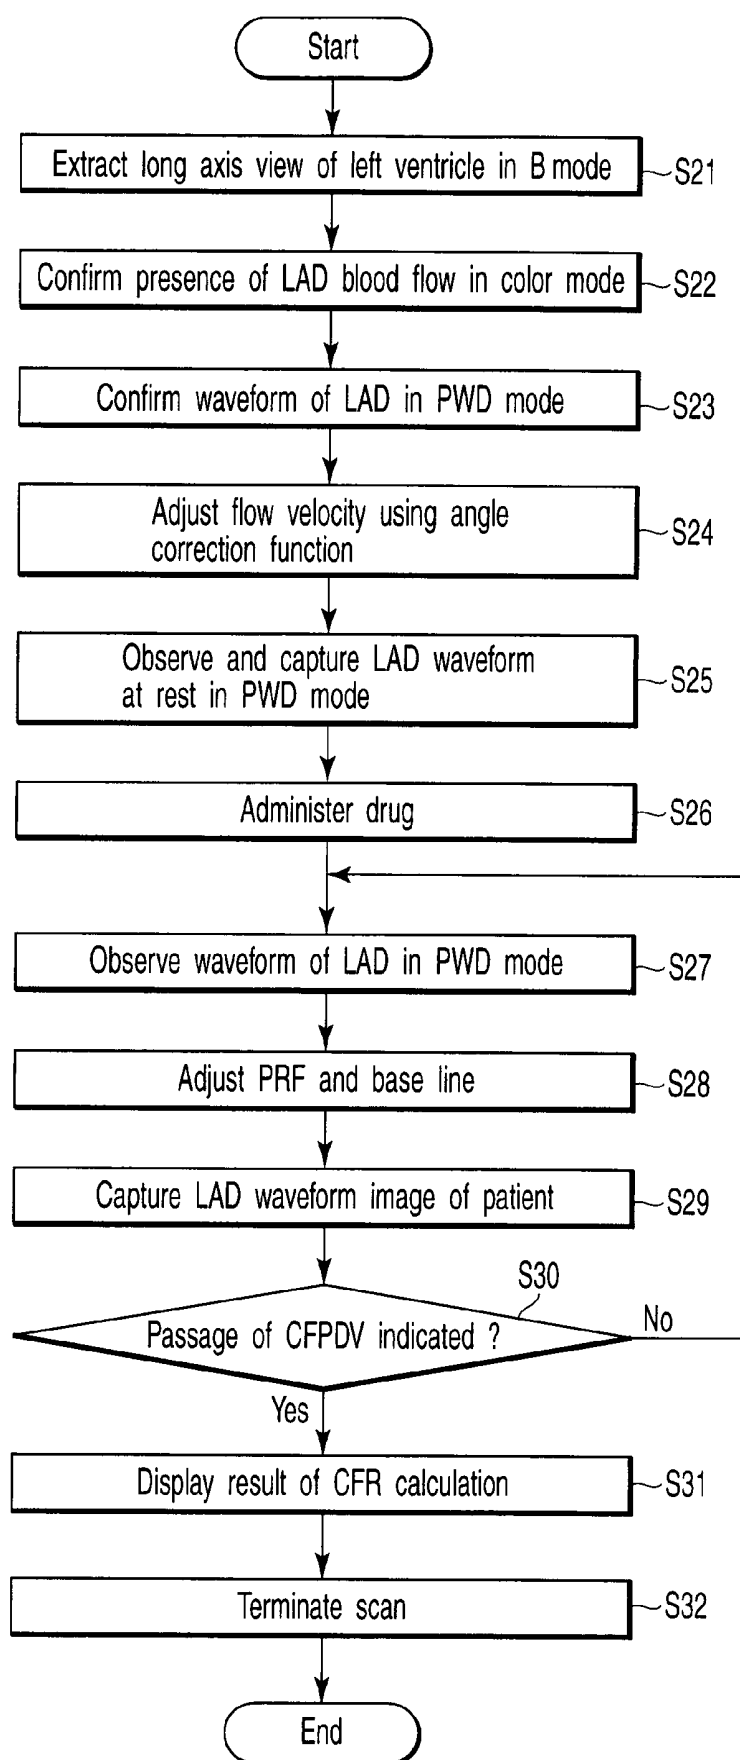 Start
Extract long axis view of left ventricle in B mode
S21
Confirm presence of LAD blood flow in color mode
S22
Confirm waveform of LAD in PWD mode
S23
Adjust flow velocity using angle
correction function
S24
Observe and capture LAD waveform
at rest in PWD mode
S25
Administer drug
S26
Observe waveform of LAD in PWD mode
S27
Adjust PRF and base line
S28
Capture LAD waveform image of patient
S29
S30
Passage of CFPDV indicated ?
No
Yes
Display result of CFR calculation
S31
Terminate scan
S32
End